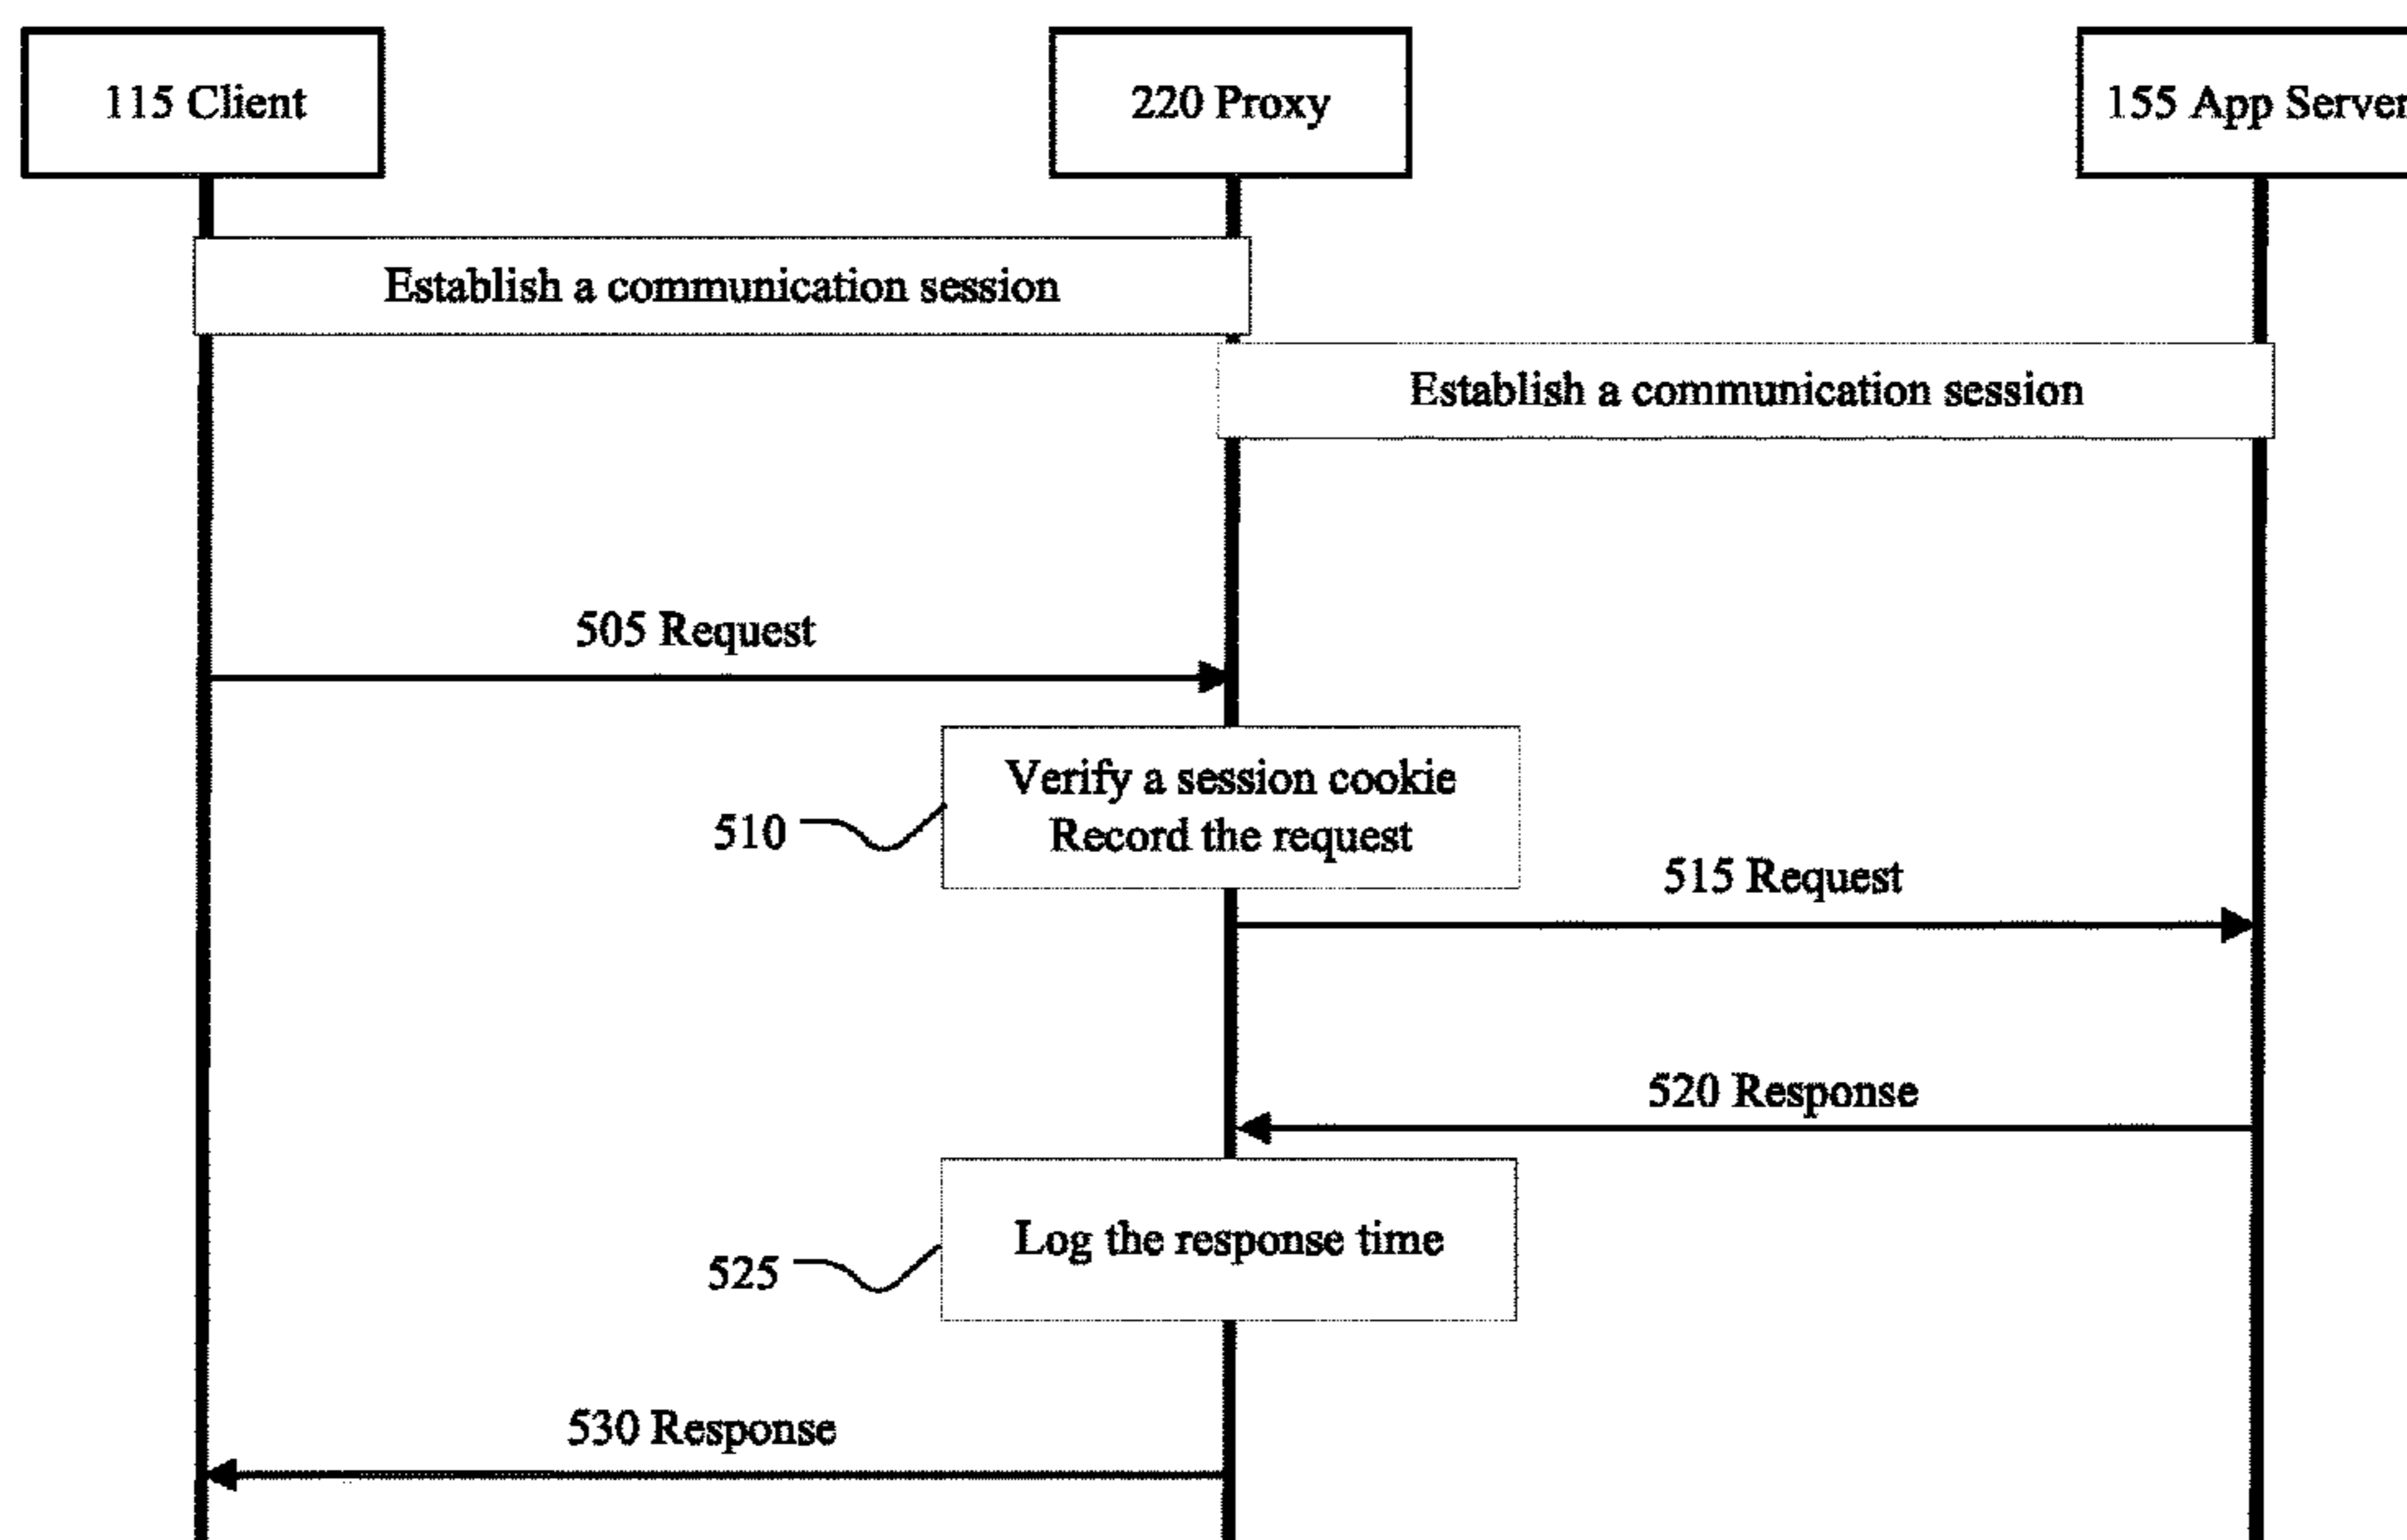 115 Client
220 Proxy
155 App Server
Establish a communication session
Establish a communication session
505 Request
Verify a session cookie
Record the request
510
515 Request
520 Response
Log the response time
525
530 Response